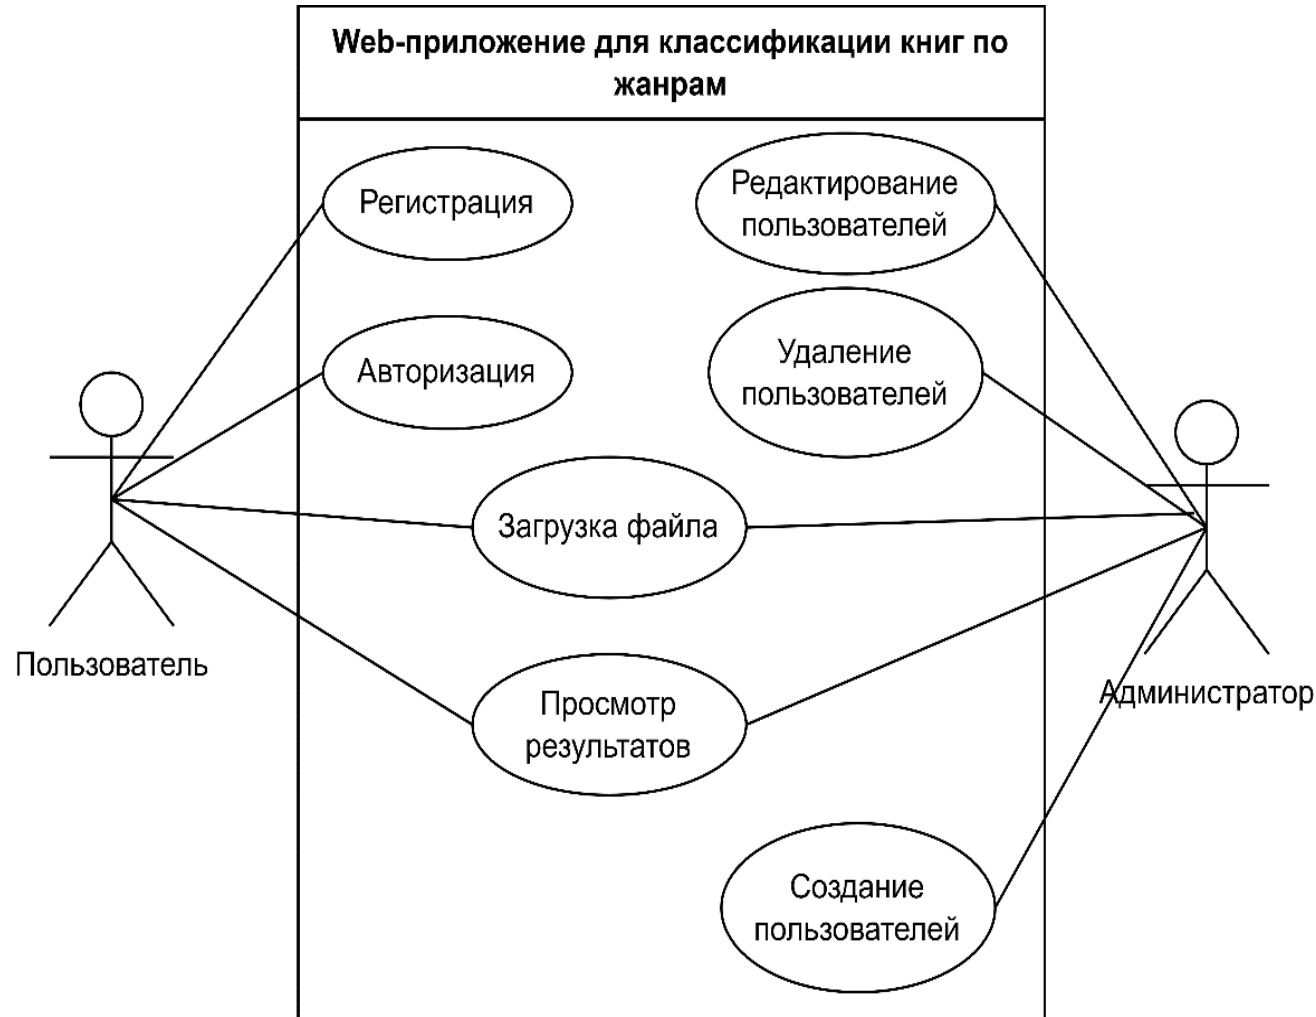 Web-приложение для классификации книг по
жанрам
Регистрация
Редактирование
пользователей
Авторизация
Удаление
пользователей
Загрузка файла
Пользователь
Просмотр
результатов
Администратор
Создание
пользователей